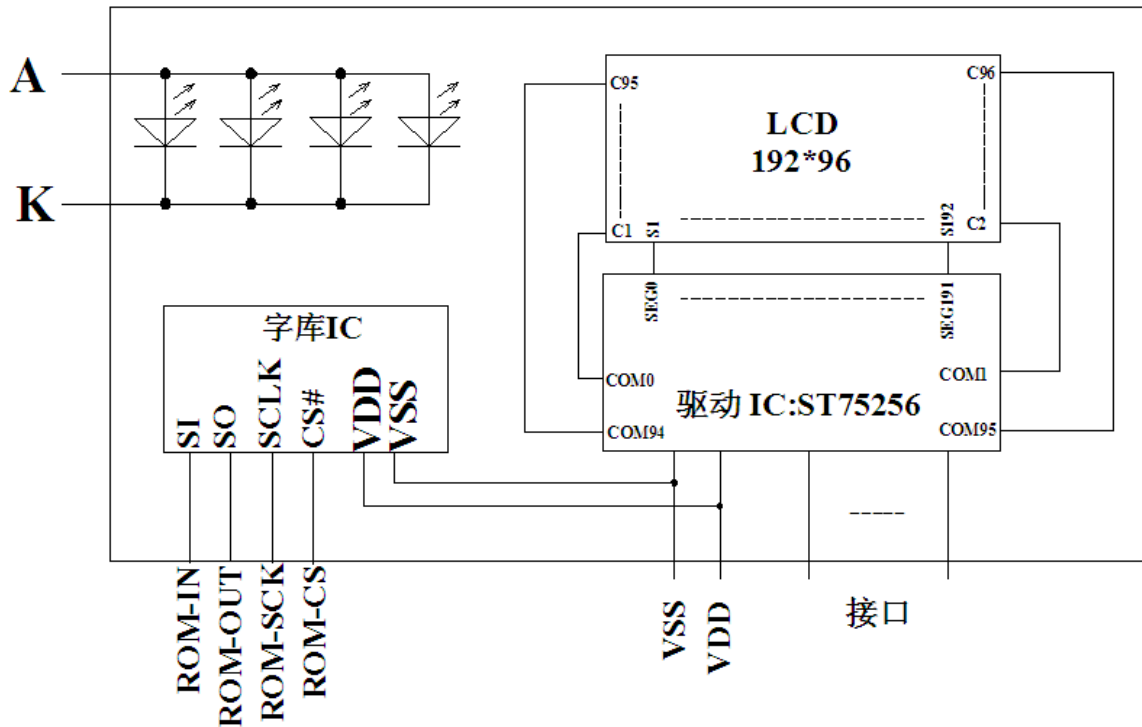 A
K
C95
C96
LCD
192*96
C1
S1
S192
C2
SEG0
SEG191
字库IC
SI
SO
SCLK
CS#
VDD
VSS
COM0
COM1
驱动 IC:ST75256
COM94
COM95
ROM-IN
ROM-OUT
ROM-SCK
ROM-CS
VSS
VDD
接口